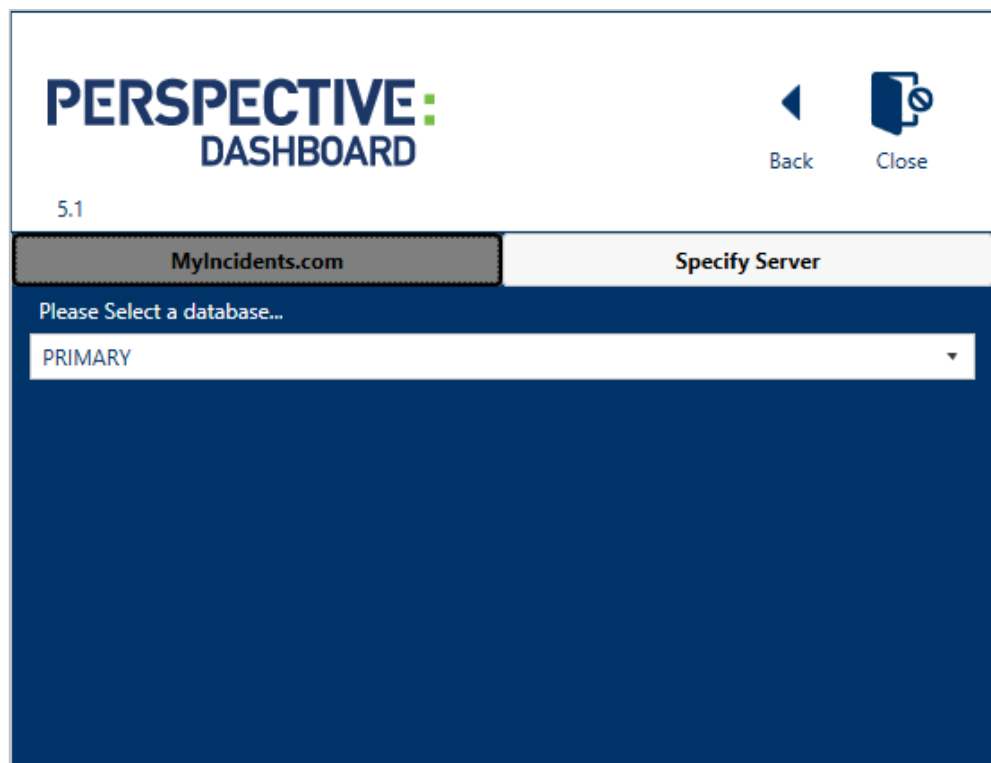 PERSPECTIVE:
DASHBOARD
Back
Close
5.1
MyIncidents.com
Specify Server
Please Select a database...
PRIMARY